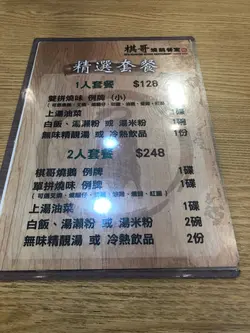 棋哥燒鵝餐室
精選套餐
1人套餐 $128
雙拼燒味 例牌 (小)
上湯油菜 1碟
白飯、湯瀨粉 或 湯米粉 1碗
無味精靚湯 或 冷熱飲品 1份
2人套餐 $248
棋哥燒鵝 例牌 1碟
單拼燒味 例牌 1碟
上湯油菜 1碟
白飯、湯瀨粉 或 湯米粉 2碗
無味精靚湯 或 冷熱飲品 2份